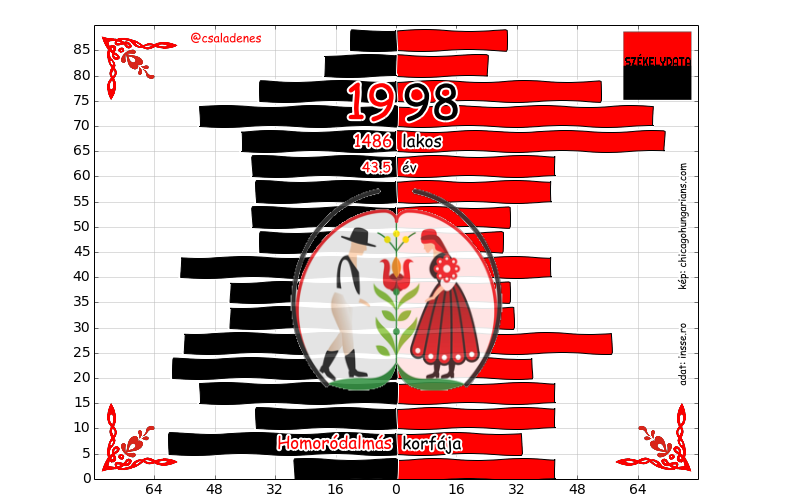 @csaladenes
SZÉKELYDATA
1998
1486 lakos
43.5 év
kép: chicagohungarians.com
adat: insse.ro
Homoródalmás korfája
85
80
75
70
65
60
55
50
45
40
35
30
25
20
15
10
5
0
64 48 32 16 0 16 32 48 64